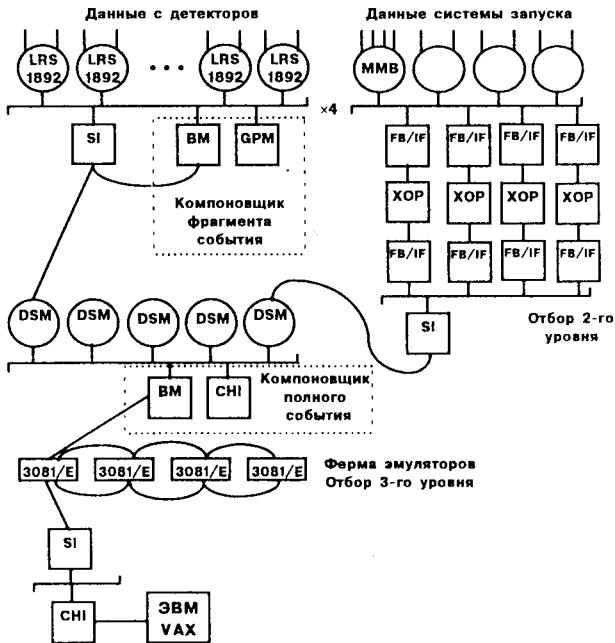 Данные с детекторов
Данные системы запуска
LRS 1892
LRS 1892
• • •
LRS 1892
LRS 1892
MMB
×4
SI
BM
GPM
FB/IF
FB/IF
FB/IF
FB/IF
Компоновщик
фрагмента
события
XOP
XOP
XOP
XOP
FB/IF
FB/IF
FB/IF
FB/IF
DSM
DSM
DSM
DSM
DSM
SI
Отбор 2-го
уровня
BM
CHI
Компоновщик
полного
события
3081/E
3081/E
3081/E
3081/E
Ферма эмуляторов
Отбор 3-го уровня
SI
CHI
ЭВМ
VAX